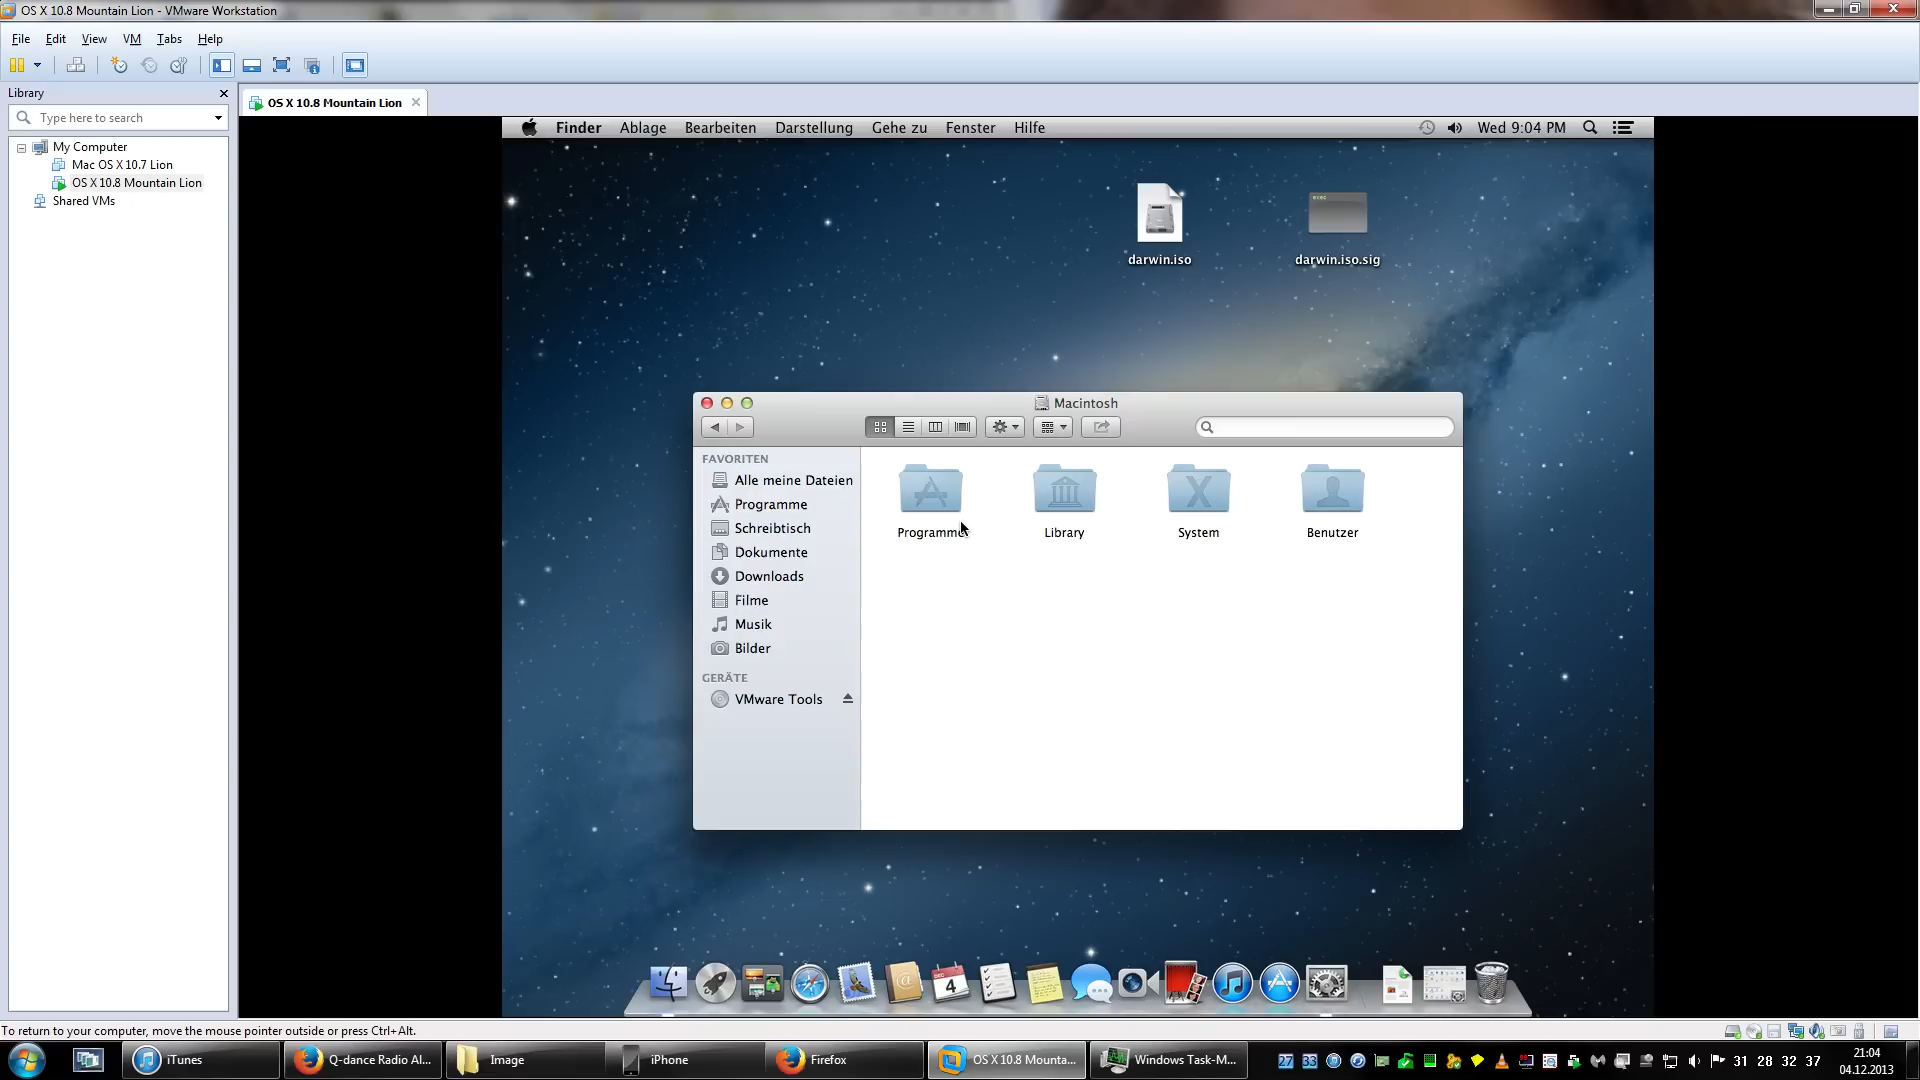 OS X 10.8 Mountain Lion - VMware Workstation
File Edit View VM Tabs Help
Library
Type here to search
My Computer
Mac OS X 10.7 Lion
OS X 10.8 Mountain Lion
Shared VMs
OS X 10.8 Mountain Lion
Finder Ablage Bearbeiten Darstellung Gehe zu Fenster Hilfe
Wed 9:04 PM
darwin.iso
exec
darwin.iso.sig
Macintosh
FAVORITEN
Alle meine Dateien
Programme
Schreibtisch
Dokumente
Downloads
Filme
Musik
Bilder
GERÄTE
VMware Tools
Programme
Library
System
Benutzer
DEC
4
To return to your computer, move the mouse pointer outside or press Ctrl+Alt.
iTunes
Q-dance Radio Al...
Image
iPhone
Firefox
OS X 10.8 Mounta...
Windows Task-M...
27 33
31 28 32 37
21:04
04.12.2013